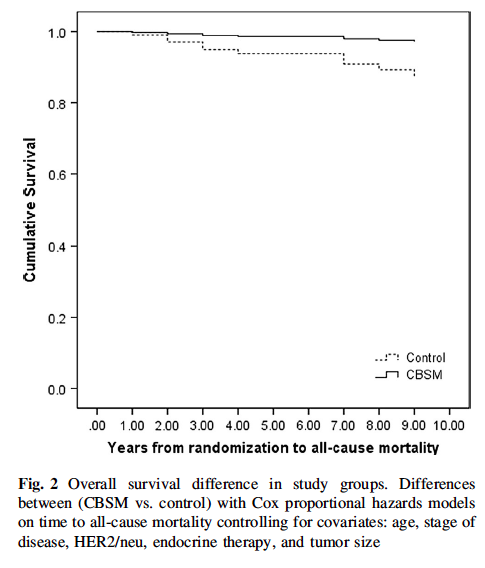 1.0
0.8
0.6
0.4
0.2
0.0
Cumulative Survival
Control
CBSM
.00 1.00 2.00 3.00 4.00 5.00 6.00 7.00 8.00 9.00 10.00
Years from randomization to all-cause mortality
Fig. 2 Overall survival difference in study groups. Differences
between (CBSM vs. control) with Cox proportional hazards models
on time to all-cause mortality controlling for covariates: age, stage of
disease, HER2/neu, endocrine therapy, and tumor size